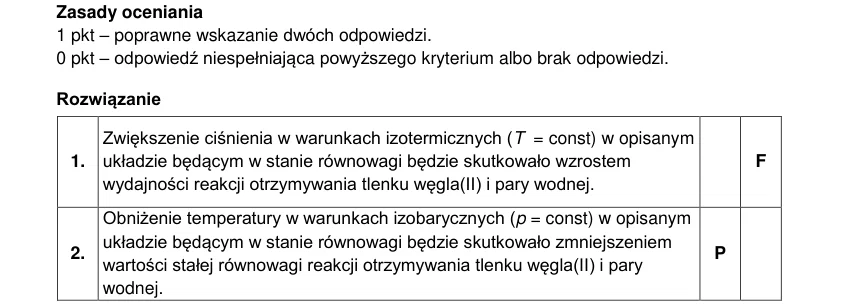 Zasady oceniania
1 pkt – poprawne wskazanie dwóch odpowiedzi.
0 pkt – odpowiedź niespełniająca powyższego kryterium albo brak odpowiedzi.
Rozwiązanie
Zwiększenie ciśnienia w warunkach izotermicznych (T = const) w opisanym
1. układzie będącym w stanie równowagi będzie skutkowało wzrostem F
wydajności reakcji otrzymywania tlenku węgla(II) i pary wodnej.
Obniżenie temperatury w warunkach izobarycznych (p = const) w opisanym
układzie będącym w stanie równowagi będzie skutkowało zmniejszeniem
2. wartości stałej równowagi reakcji otrzymywania tlenku węgla(II) i pary P
wodnej.